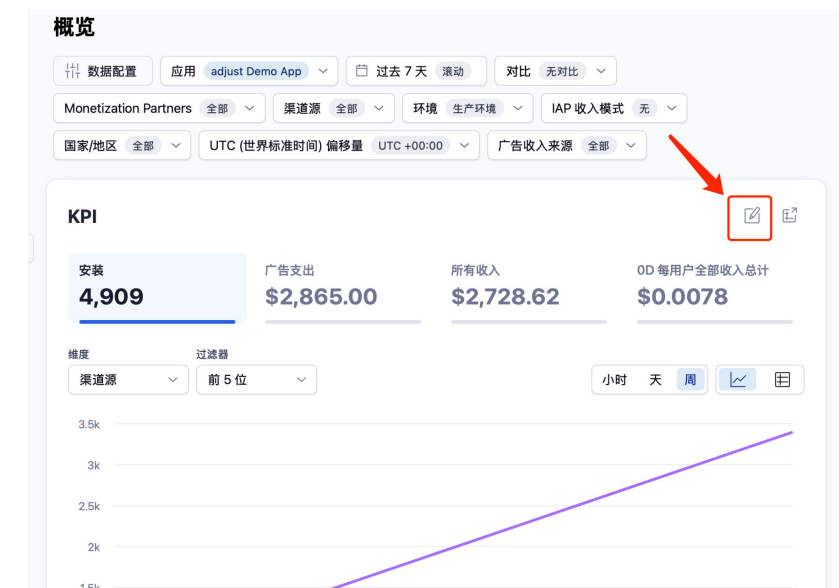 概览
数据配置 应用 adjust Demo App 过去 7 天 滚动 对比 无对比
Monetization Partners 全部 渠道源 全部 环境 生产环境 IAP 收入模式 无
国家/地区 全部 UTC (世界标准时间) 偏移量 UTC +00:00 广告收入来源 全部
KPI
安装 广告支出 所有收入 0D 每用户全部收入总计
4,909 $2,865.00 $2,728.62 $0.0078
维度 过滤器
渠道源 前 5 位 小时 天 周
3.5k
3k
2.5k
2k
1.5k